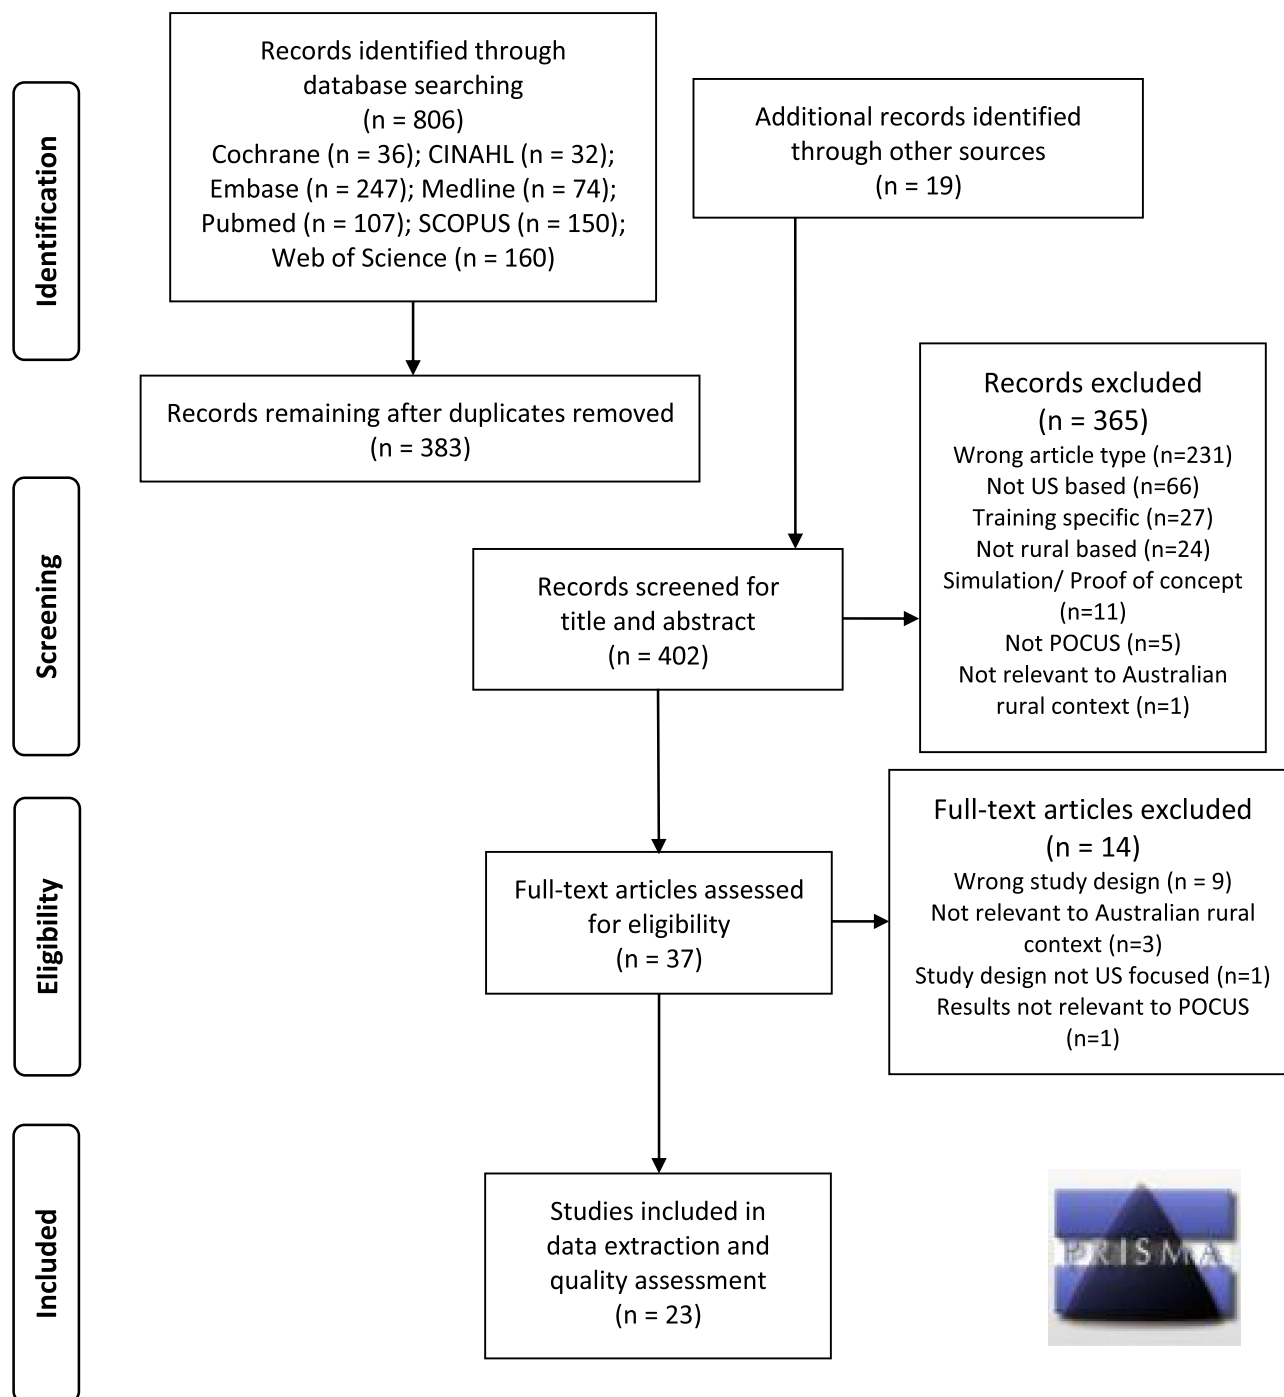 Identification
Records identified through
database searching
(n = 806)
Cochrane (n = 36); CINAHL (n = 32);
Embase (n = 247); Medline (n = 74);
Pubmed (n = 107); SCOPUS (n = 150);
Web of Science (n = 160)
Additional records identified
through other sources
(n = 19)
Records remaining after duplicates removed
(n = 383)
Screening
Records screened for
title and abstract
(n = 402)
Records excluded
(n = 365)
Wrong article type (n=231)
Not US based (n=66)
Training specific (n=27)
Not rural based (n=24)
Simulation/ Proof of concept
(n=11)
Not POCUS (n=5)
Not relevant to Australian
rural context (n=1)
Eligibility
Full-text articles assessed
for eligibility
(n = 37)
Full-text articles excluded
(n = 14)
Wrong study design (n = 9)
Not relevant to Australian rural
context (n=3)
Study design not US focused (n=1)
Results not relevant to POCUS
(n=1)
Included
Studies included in
data extraction and
quality assessment
(n = 23)
PRISMA